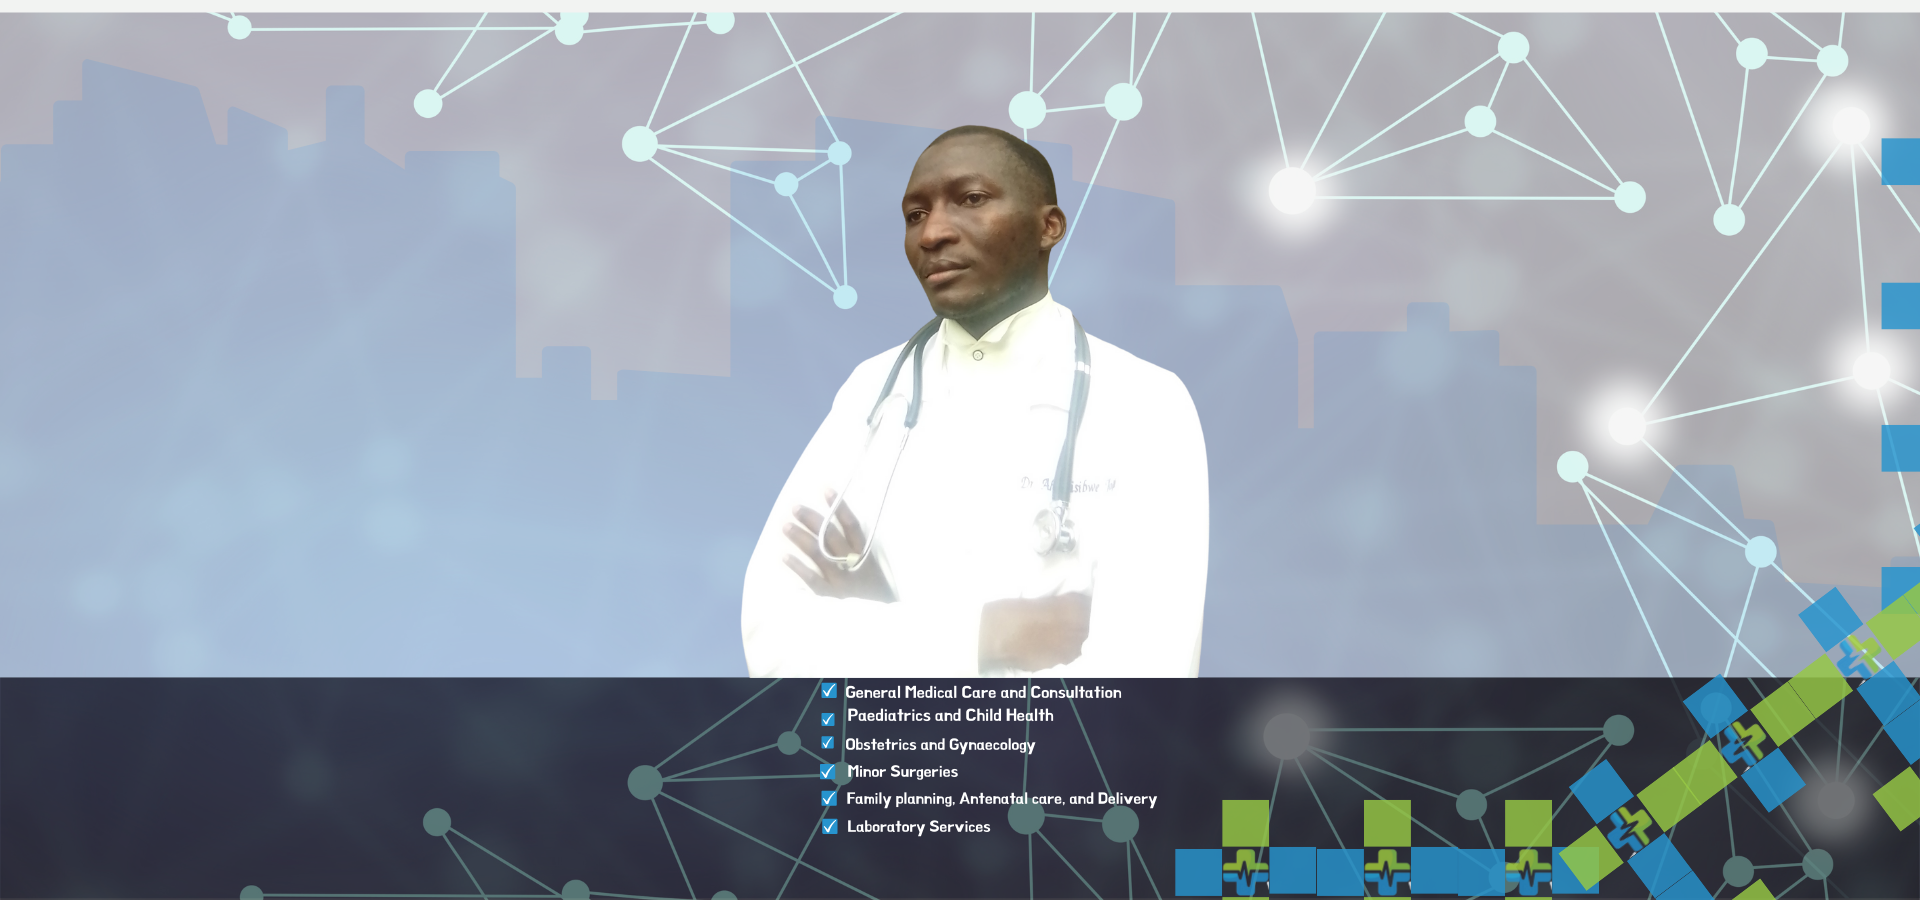 Dr.
General Medical Care and Consultation
Paediatrics and Child Health
Obstetrics and Gynaecology
Minor Surgeries
Family planning, Antenatal care, and Delivery
Laboratory Services